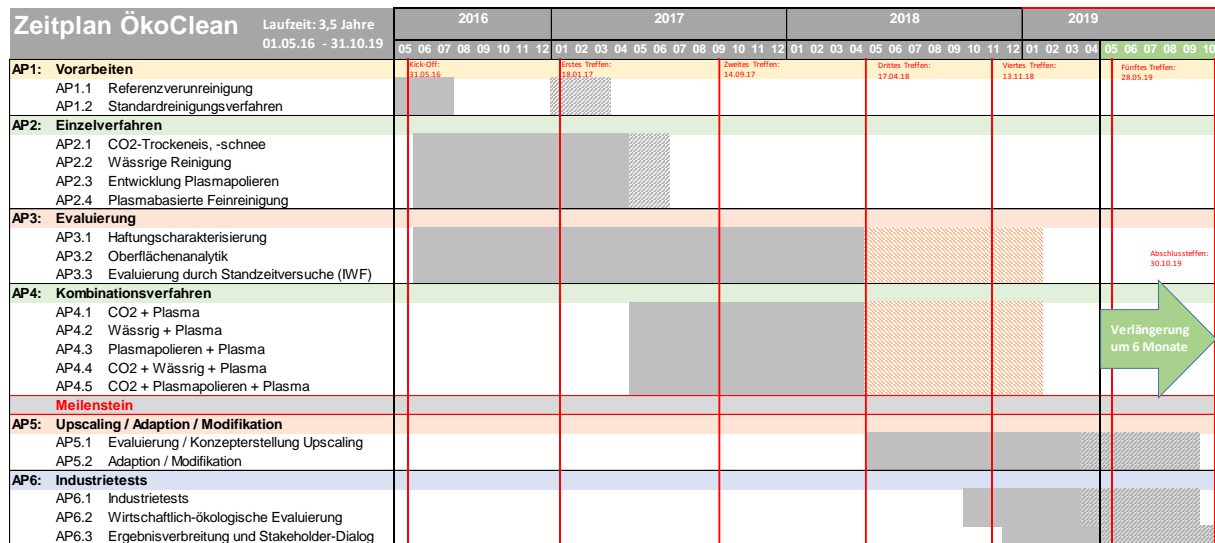 Zeitplan ÖkoClean
Laufzeit: 3,5 Jahre
01.05.16 - 31.10.19
2016 2017 2018 2019
05 06 07 08 09 10 11 12 01 02 03 04 05 06 07 08 09 10 11 12 01 02 03 04 05 06 07 08 09 10 11 12 01 02 03 04 05 06 07 08 09 10
AP1: Vorarbeiten
Kick-Off:
31.05.16
Erstes Treffen:
18.01.17
Zweites Treffen:
14.09.17
Drittes Treffen:
17.04.18
Viertes Treffen:
13.11.18
Fünftes Treffen:
28.05.19
AP1.1 Referenzverunreinigung
AP1.2 Standardreinigungsverfahren
AP2: Einzelverfahren
AP2.1 CO2-Trockeneis, -schnee
AP2.2 Wässrige Reinigung
AP2.3 Entwicklung Plasmapolieren
AP2.4 Plasmabasierte Feinreinigung
AP3: Evaluierung
AP3.1 Haftungscharakterisierung
AP3.2 Oberflächenanalytik
AP3.3 Evaluierung durch Standzeitversuche (IWF)
Abschlussteffen:
30.10.19
AP4: Kombinationsverfahren
AP4.1 CO2 + Plasma
AP4.2 Wässrig + Plasma
AP4.3 Plasmapolieren + Plasma
AP4.4 CO2 + Wässrig + Plasma
AP4.5 CO2 + Plasmapolieren + Plasma
Verlängerung
um 6 Monate
Meilenstein
AP5: Upscaling / Adaption / Modifikation
AP5.1 Evaluierung / Konzepterstellung Upscaling
AP5.2 Adaption / Modifikation
AP6: Industrietests
AP6.1 Industrietests
AP6.2 Wirtschaftlich-ökologische Evaluierung
AP6.3 Ergebnisverbreitung und Stakeholder-Dialog